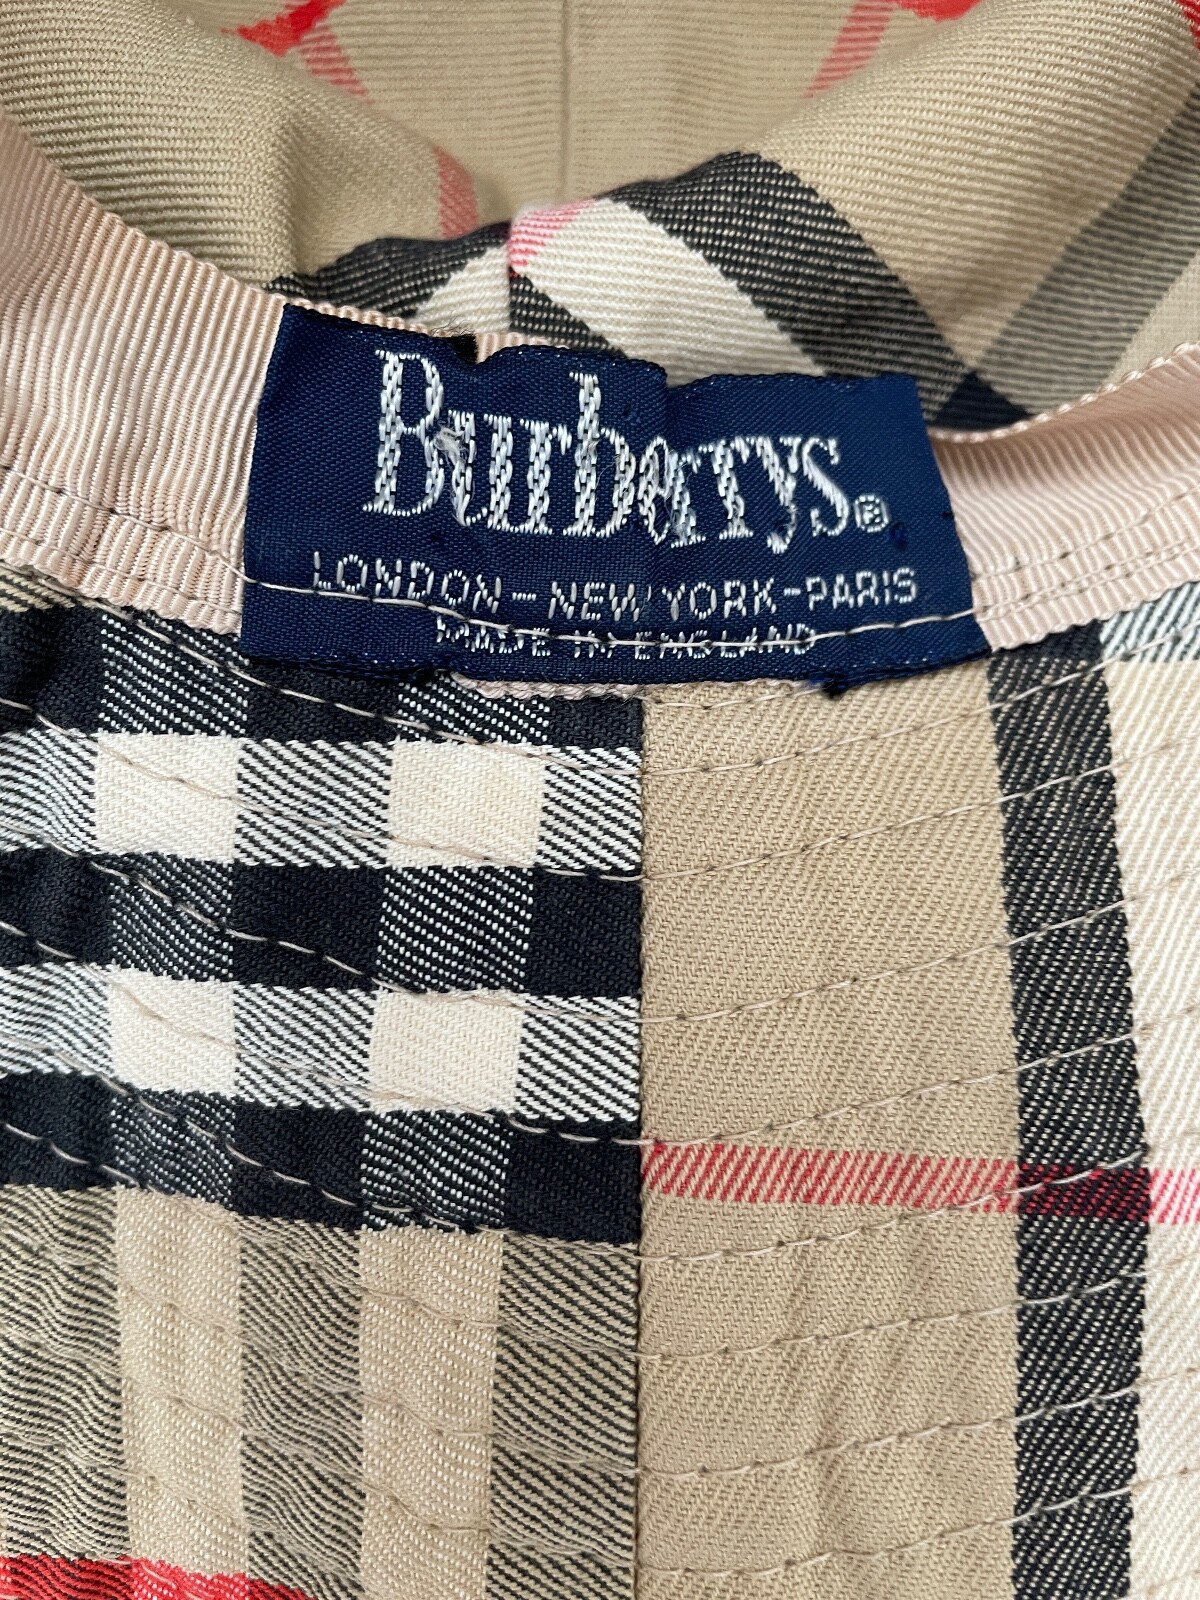 Burberrys®
LONDON - NEW YORK - PARIS
MADE IN ENGLAND